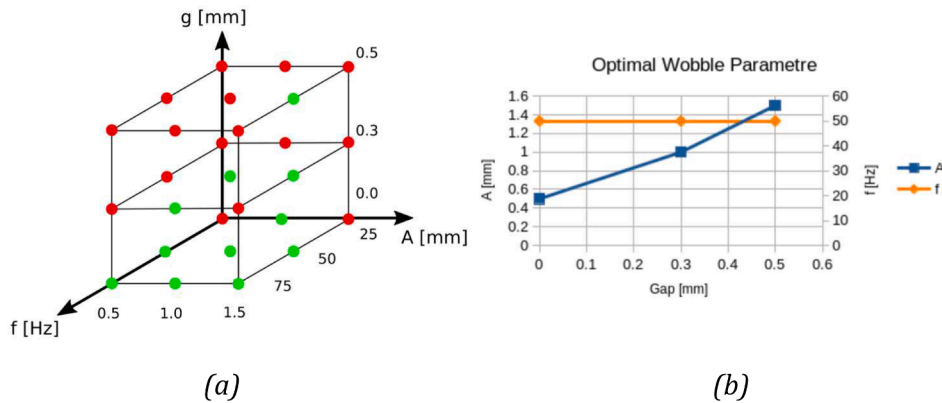 g [mm]
0.5
0.3
0.0
A [mm]
25
50
75
0.5 1.0 1.5
f [Hz]
(a)
Optimal Wobble Parametre
1.6
1.4
1.2
1
0.8
0.6
0.4
0.2
0
A [mm]
60
50
40
30
20
10
0
f [Hz]
0 0.1 0.2 0.3 0.4 0.5 0.6
Gap [mm]
A
f
(b)